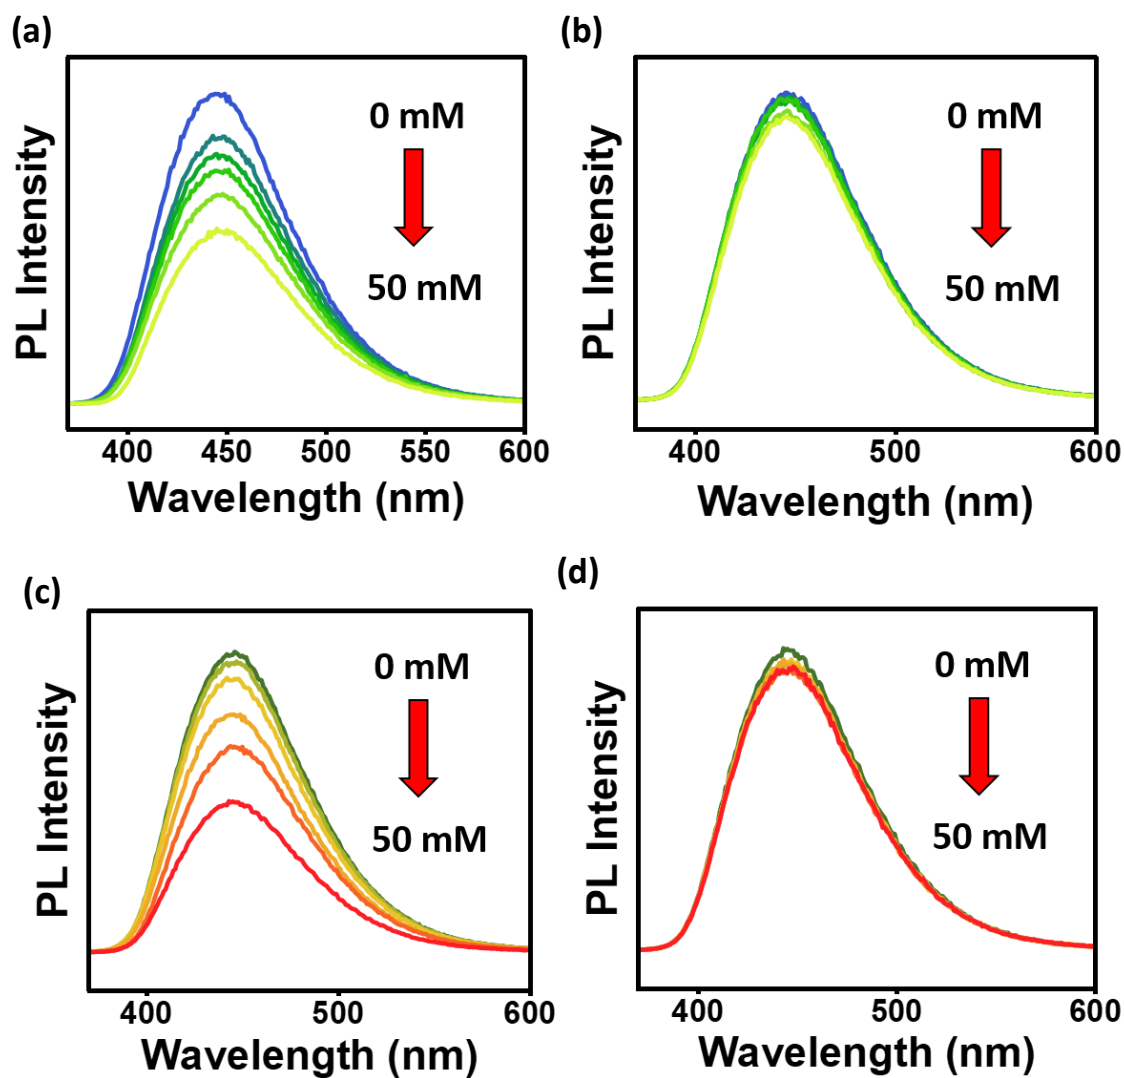 (a)
PL Intensity
0 mM
50 mM
400 450 500 550 600
Wavelength (nm)
(b)
PL Intensity
0 mM
50 mM
400 500 600
Wavelength (nm)
(c)
PL Intensity
0 mM
50 mM
400 500 600
Wavelength (nm)
(d)
PL Intensity
0 mM
50 mM
400 500 600
Wavelength (nm)